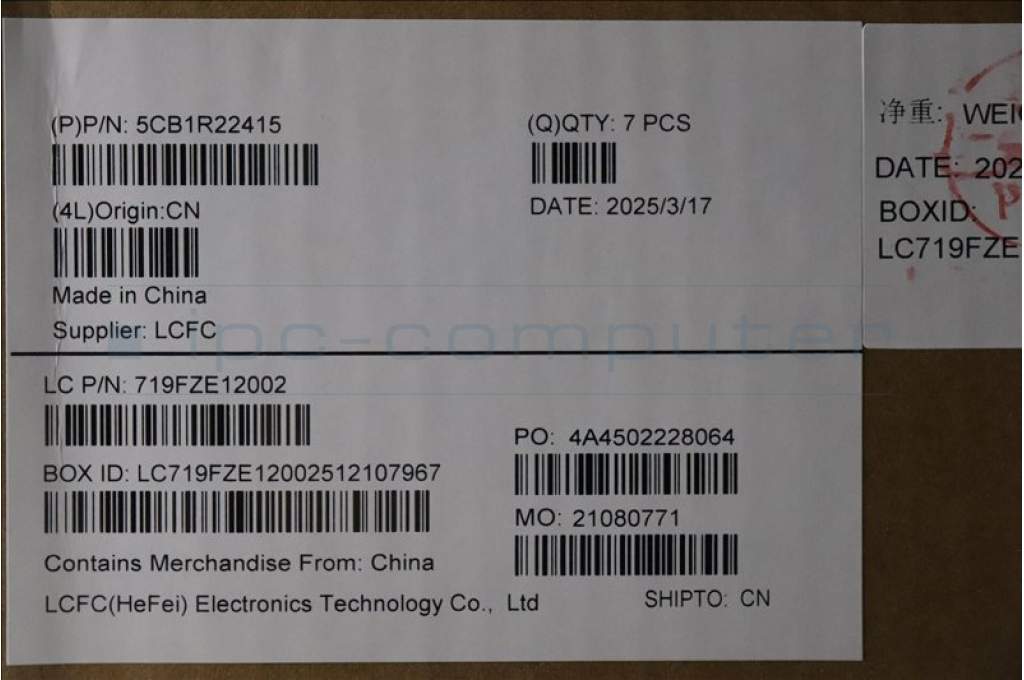 (P)P/N: 5CB1R22415
(Q)QTY: 7 PCS
(4L)Origin:CN
DATE: 2025/3/17
Made in China
Supplier: LCFC
LC P/N: 719FZE12002
PO: 4A4502228064
BOX ID: LC719FZE12002512107967
MO: 21080771
Contains Merchandise From: China
LCFC(HeFei) Electronics Technology Co., Ltd
SHIPTO: CN
净重:
DATE: 202
BOXID:
LC719FZE
ipc-computer